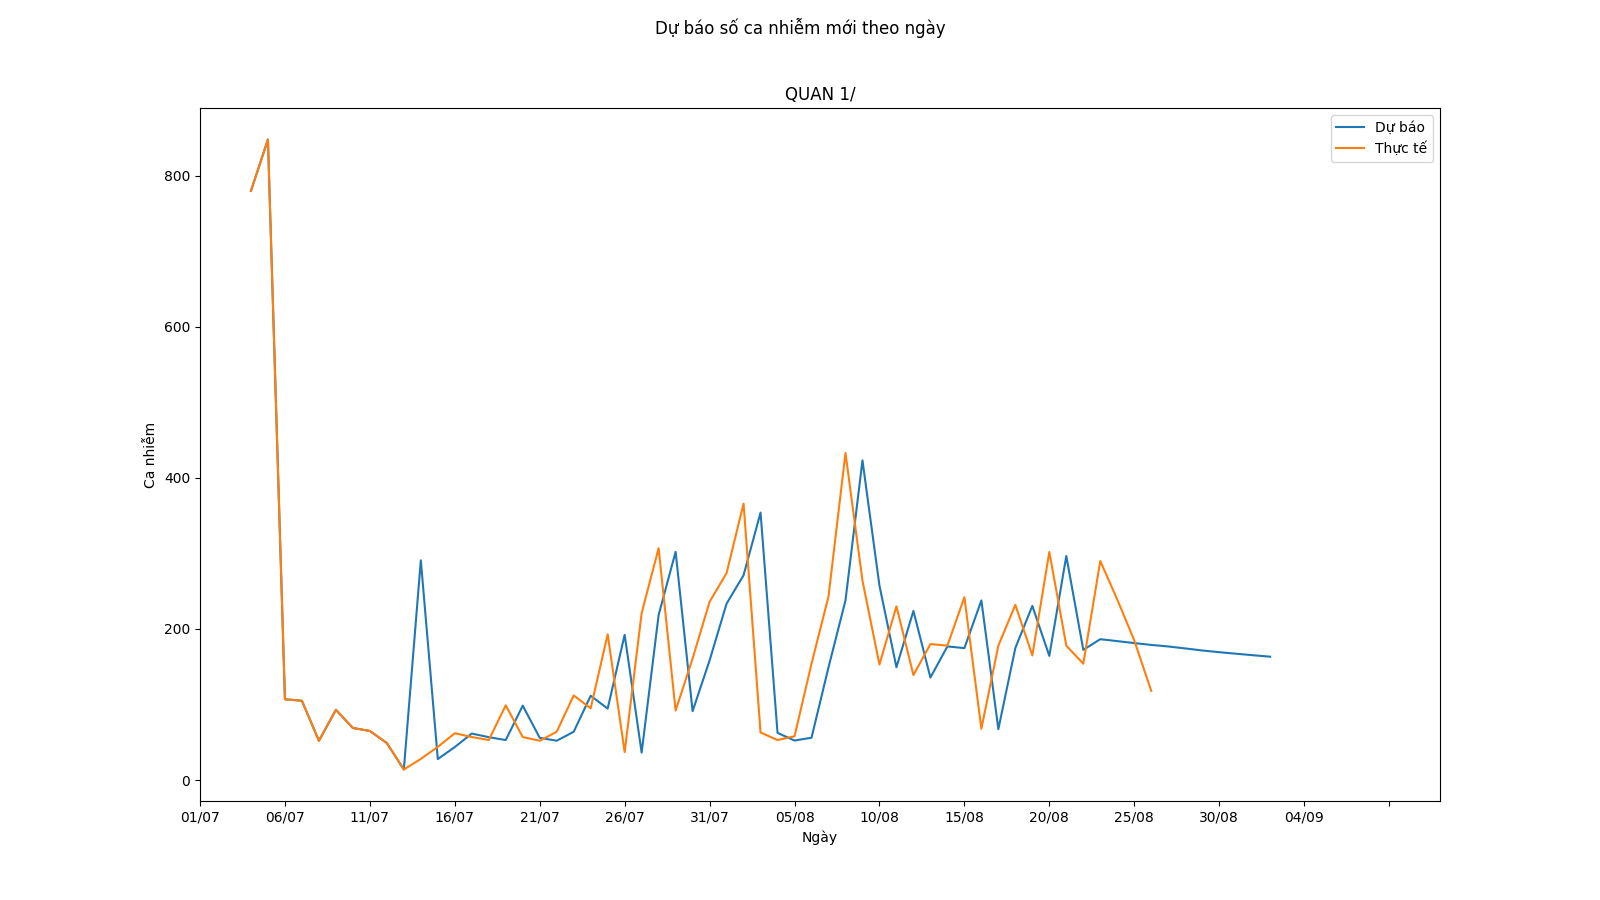 Dự báo số ca nhiễm mới theo ngày
QUAN 1/
Dự báo
Thực tế
800
600
400
200
0
Ca nhiễm
01/07 06/07 11/07 16/07 21/07 26/07 31/07 05/08 10/08 15/08 20/08 25/08 30/08 04/09
Ngày